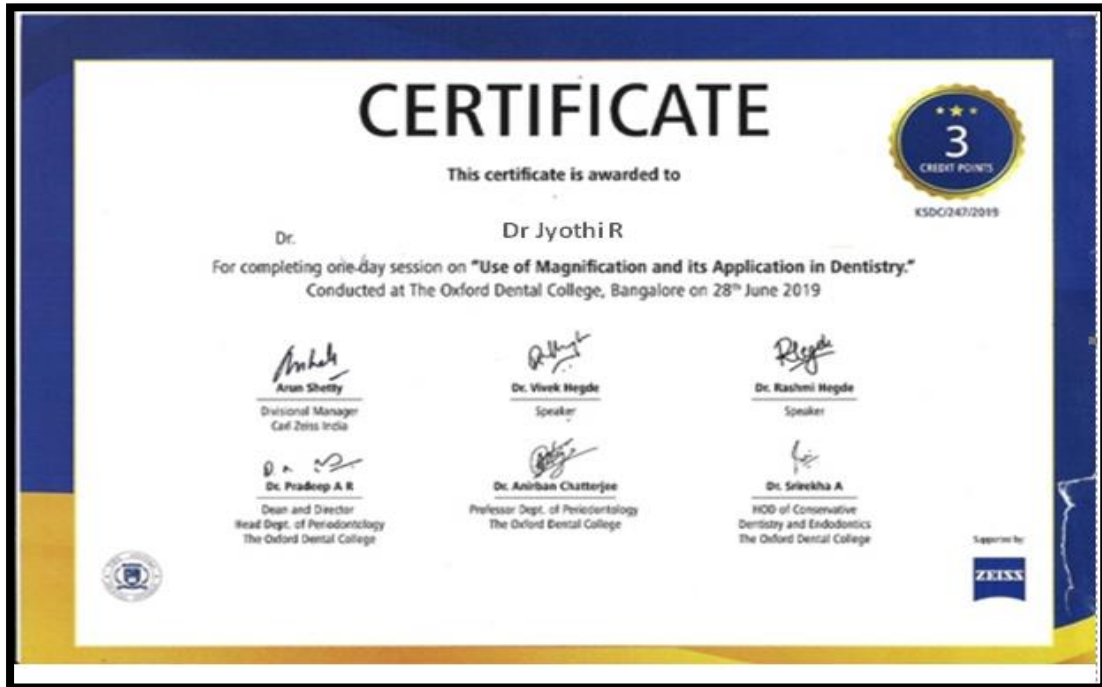 CERTIFICATE
This certificate is awarded to
3
CREDIT POINTS
KSDC/247/2019
Dr.
Dr Jyothi R
For completing one-day session on "Use of Magnification and its Application in Dentistry."
Conducted at The Oxford Dental College, Bangalore on 28th June 2019
Arun Shetty
Divisional Manager
Carl Zeiss India
Dr. Vivek Hegde
Speaker
Dr. Rashmi Hegde
Speaker
Dr. Pradeep A R
Dean and Director
Head Dept. of Periodontology
The Oxford Dental College
Dr. Anirban Chatterjee
Professor Dept. of Periodontology
The Oxford Dental College
Dr. Srirekha A
HOD of Conservative
Dentistry and Endodontics
The Oxford Dental College
Supported by
ZEISS